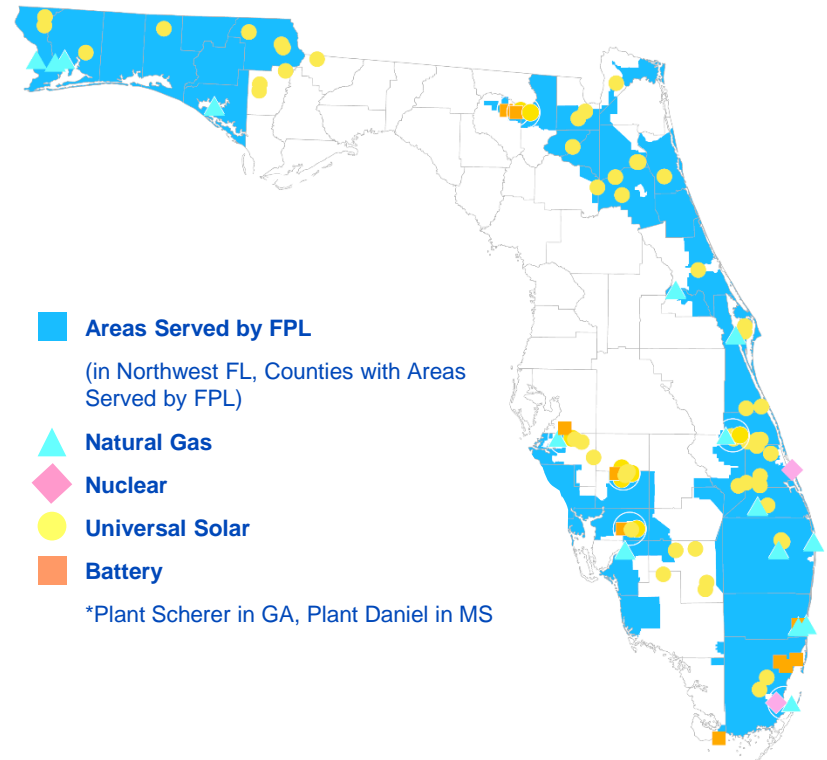 Areas Served by FPL
(in Northwest FL, Counties with Areas
Served by FPL)
Natural Gas
Nuclear
Universal Solar
Battery
*Plant Scherer in GA, Plant Daniel in MS